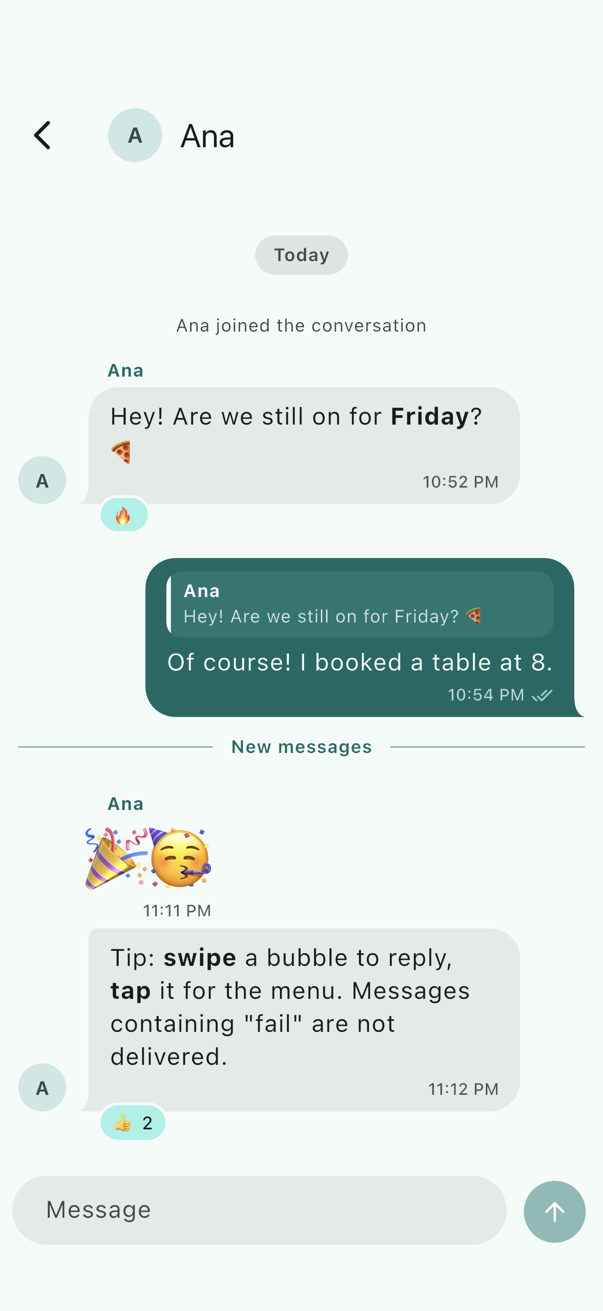 A Ana
Today
Ana joined the conversation
Ana
Hey! Are we still on for Friday?
🍕
A
10:52 PM
🔥
Ana
Hey! Are we still on for Friday? 🍕
Of course! I booked a table at 8.
10:54 PM
New messages
Ana
🎉🥳
11:11 PM
Tip: swipe a bubble to reply,
tap it for the menu. Messages
containing "fail" are not
delivered.
A
11:12 PM
👍 2
Message